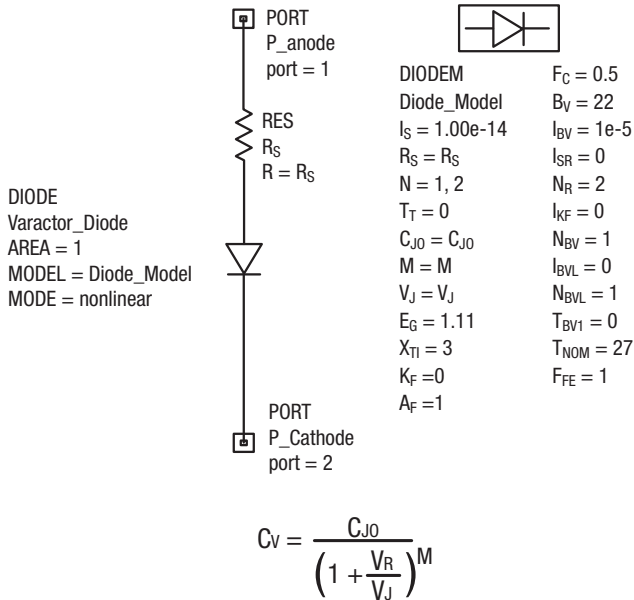 PORT
P_anode
port = 1
RES
R_S
R = R_S
DIODE
Varactor_Diode
AREA = 1
MODEL = Diode_Model
MODE = nonlinear
PORT
P_Cathode
port = 2
DIODEM
Diode_Model
I_S = 1.00e-14
R_S = R_S
N = 1, 2
T_T = 0
C_J0 = C_J0
M = M
V_J = V_J
E_G = 1.11
X_TI = 3
K_F =0
A_F =1
F_C = 0.5
B_V = 22
I_BV = 1e-5
I_SR = 0
N_R = 2
I_KF = 0
N_BV = 1
I_BVL = 0
N_BVL = 1
T_BV1 = 0
T_NOM = 27
F_FE = 1
C_V = C_J0 / (1 + V_R / V_J)^M